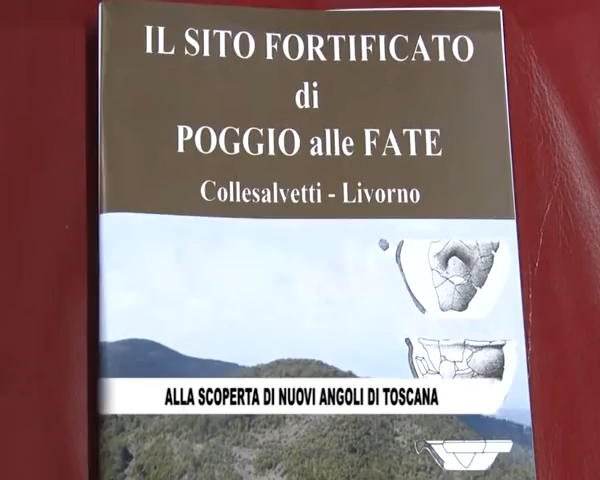 IL SITO FORTIFICATO
di
POGGIO alle FATE
Collesalvetti - Livorno
ALLA SCOPERTA DI NUOVI ANGOLI DI TOSCANA